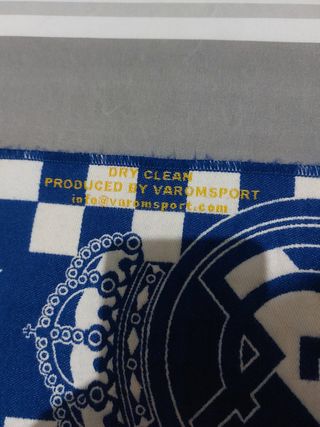 DRY CLEAN
PRODUCED BY VAROMSPORT
info@varomsport.com